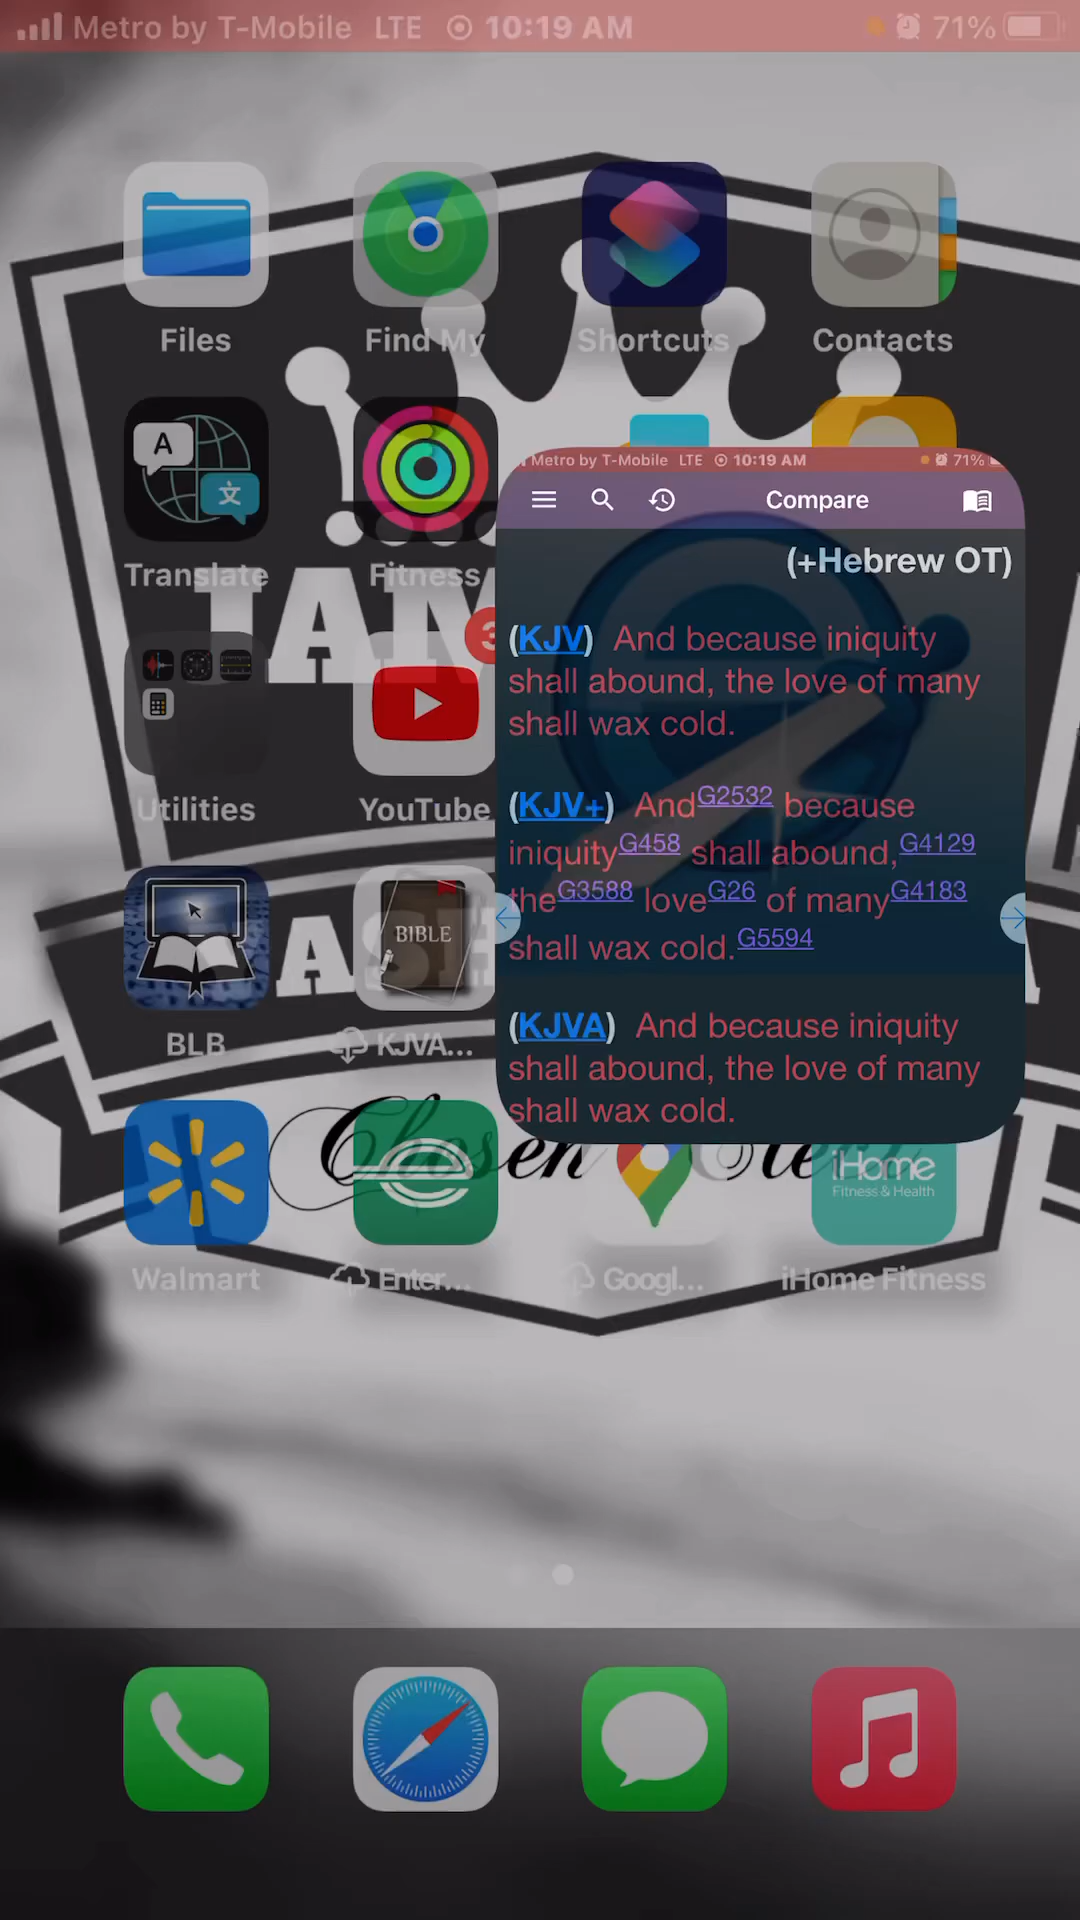 Metro by T-Mobile LTE 10:19 AM 71%
Files Find My Shortcuts Contacts
A 文
Metro by T-Mobile LTE 10:19 AM 71%
Compare
(+Hebrew OT)
Translate Fitness
IAM
(KJV) And because iniquity
shall abound, the love of many
shall wax cold.
3
Utilities YouTube
(KJV+) AndG2532 because
iniquityG458 shall abound,G4129
theG3588 loveG26 of manyG4183
shall wax cold.G5594
BIBLE
BLB KJVA...
(KJVA) And because iniquity
shall abound, the love of many
shall wax cold.
Chosen
iHome
Fitness & Health
Walmart Enter... Googl... iHome Fitness